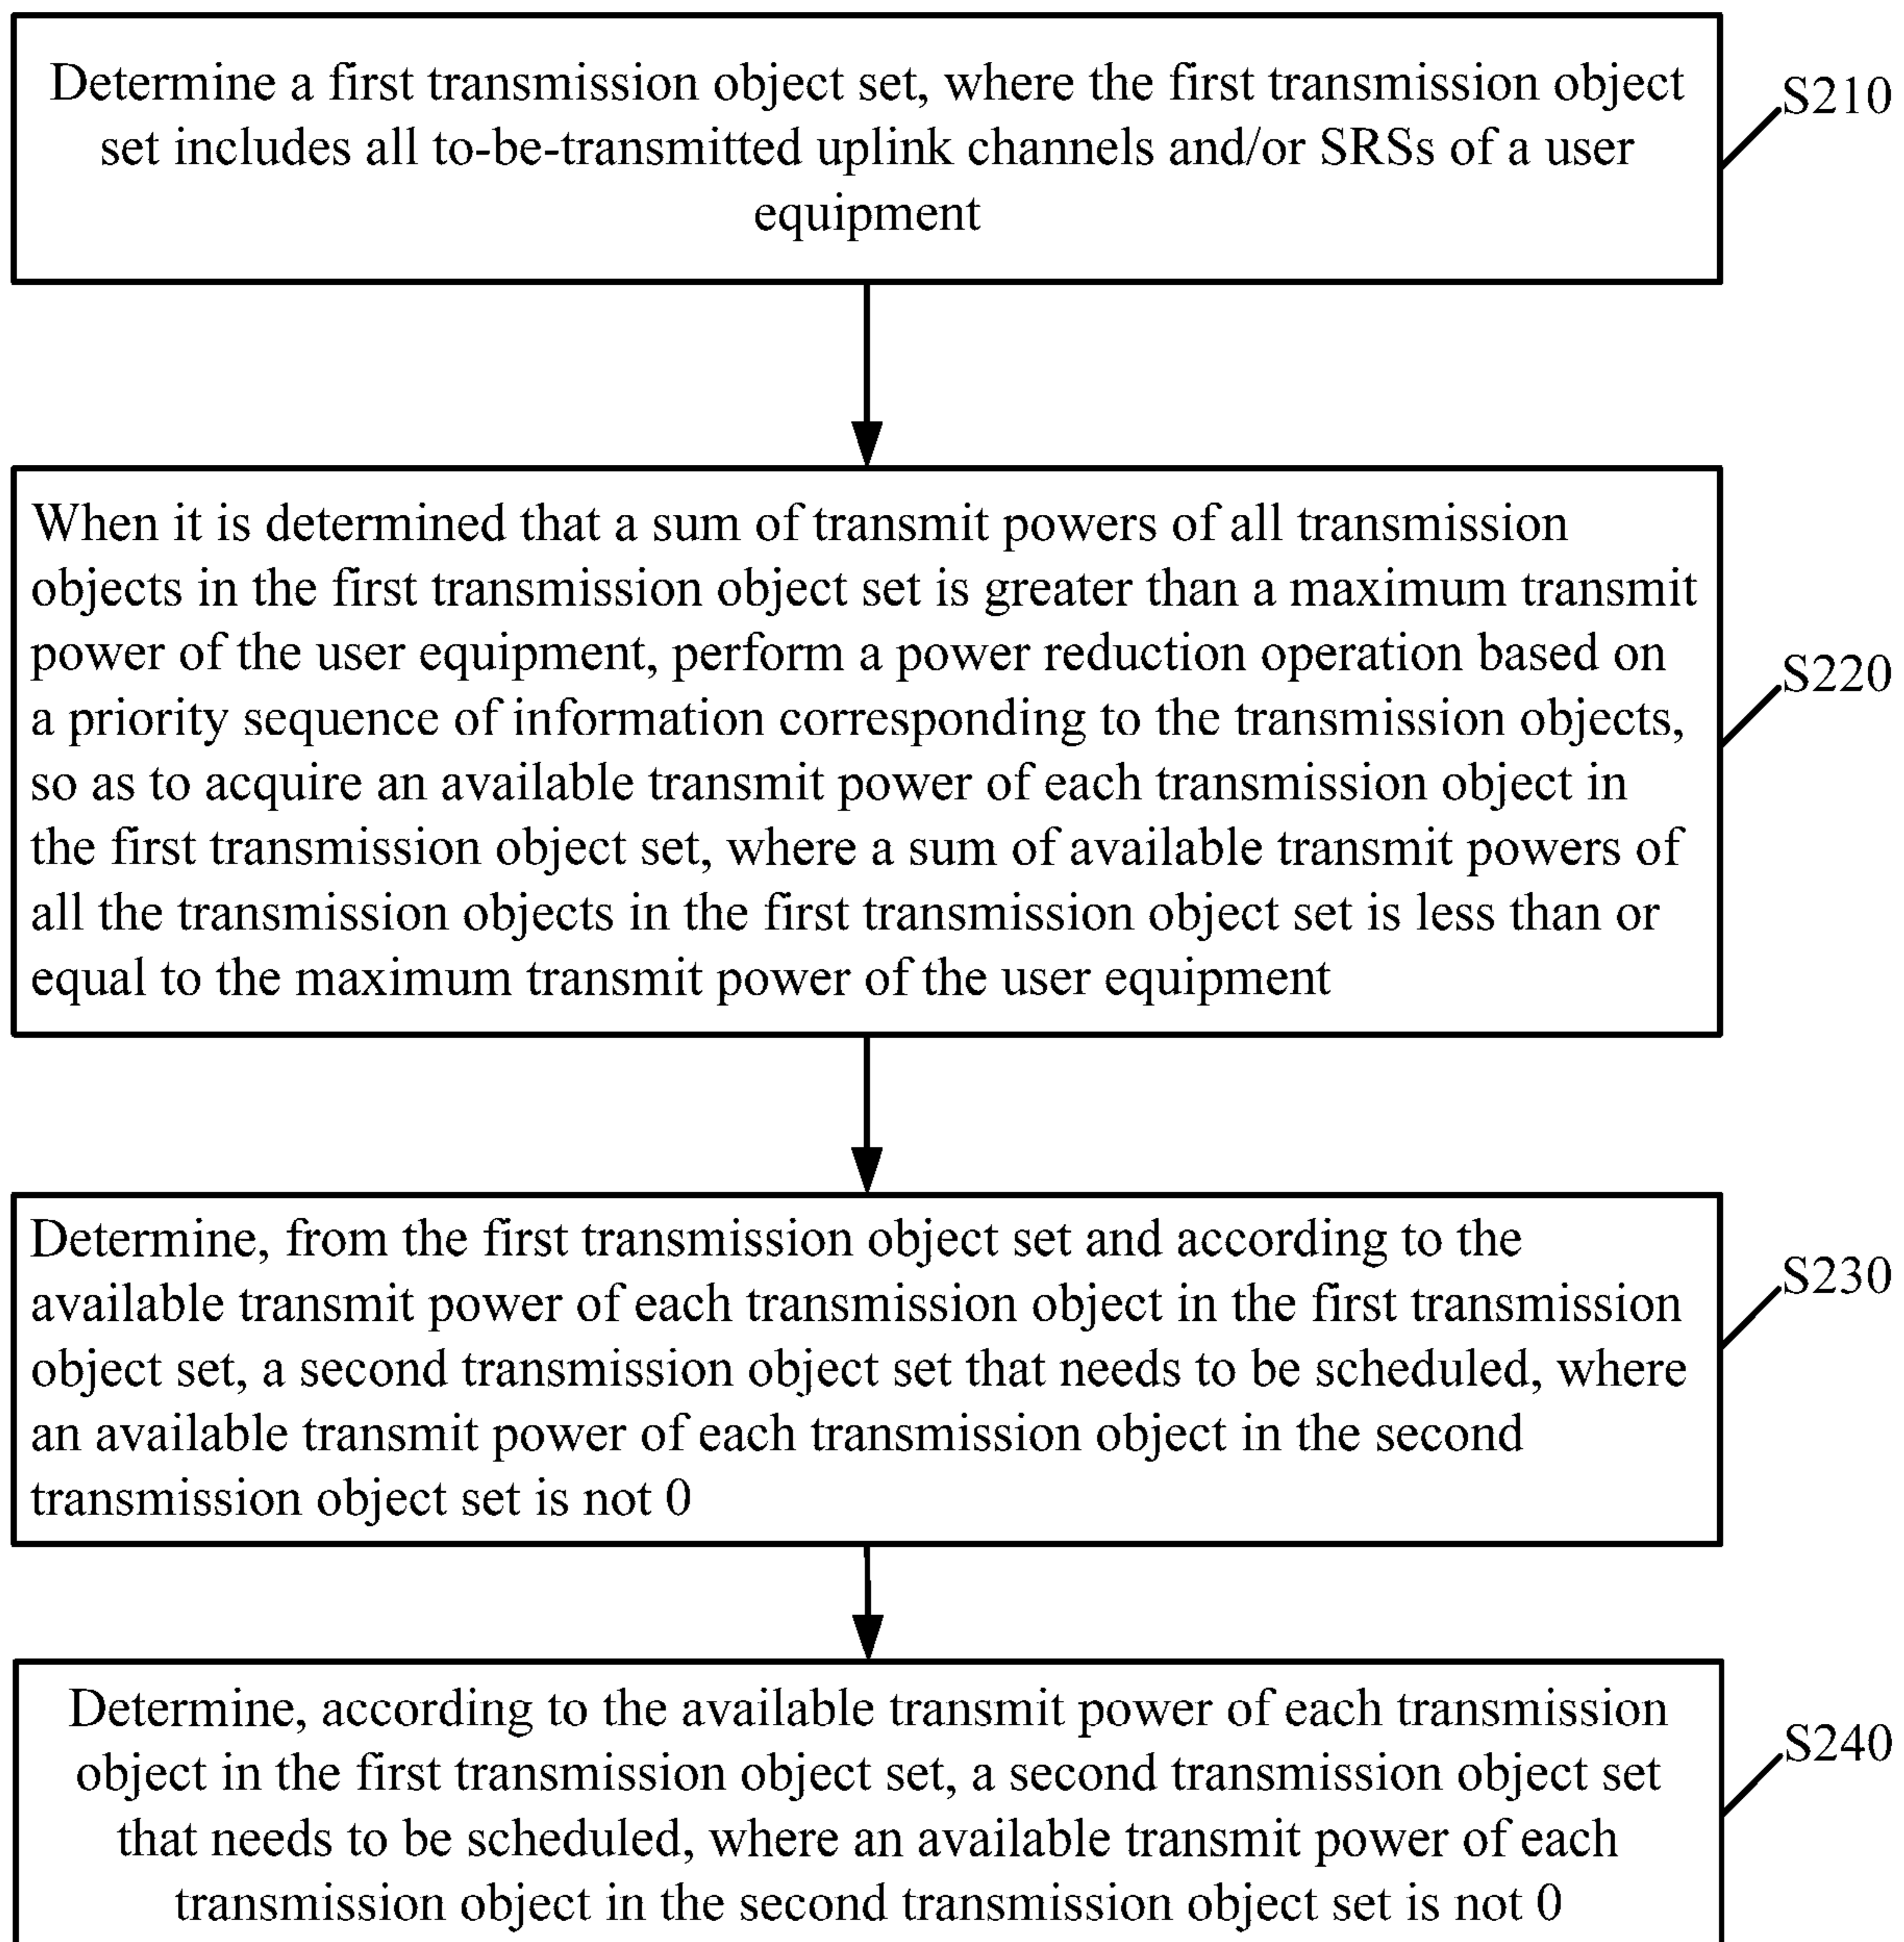 Determine a first transmission object set, where the first transmission object
set includes all to-be-transmitted uplink channels and/or SRSs of a user
equipment
S210
When it is determined that a sum of transmit powers of all transmission
objects in the first transmission object set is greater than a maximum transmit
power of the user equipment, perform a power reduction operation based on
a priority sequence of information corresponding to the transmission objects,
so as to acquire an available transmit power of each transmission object in
the first transmission object set, where a sum of available transmit powers of
all the transmission objects in the first transmission object set is less than or
equal to the maximum transmit power of the user equipment
S220
Determine, from the first transmission object set and according to the
available transmit power of each transmission object in the first transmission
object set, a second transmission object set that needs to be scheduled, where
an available transmit power of each transmission object in the second
transmission object set is not 0
S230
Determine, according to the available transmit power of each transmission
object in the first transmission object set, a second transmission object set
that needs to be scheduled, where an available transmit power of each
transmission object in the second transmission object set is not 0
S240